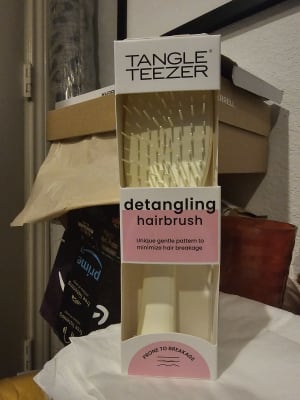 TANGLE
TEEZER®
detangling
hairbrush
Unique gentle pattern to
minimize hair breakage.
PRONE TO BREAKAGE
prime